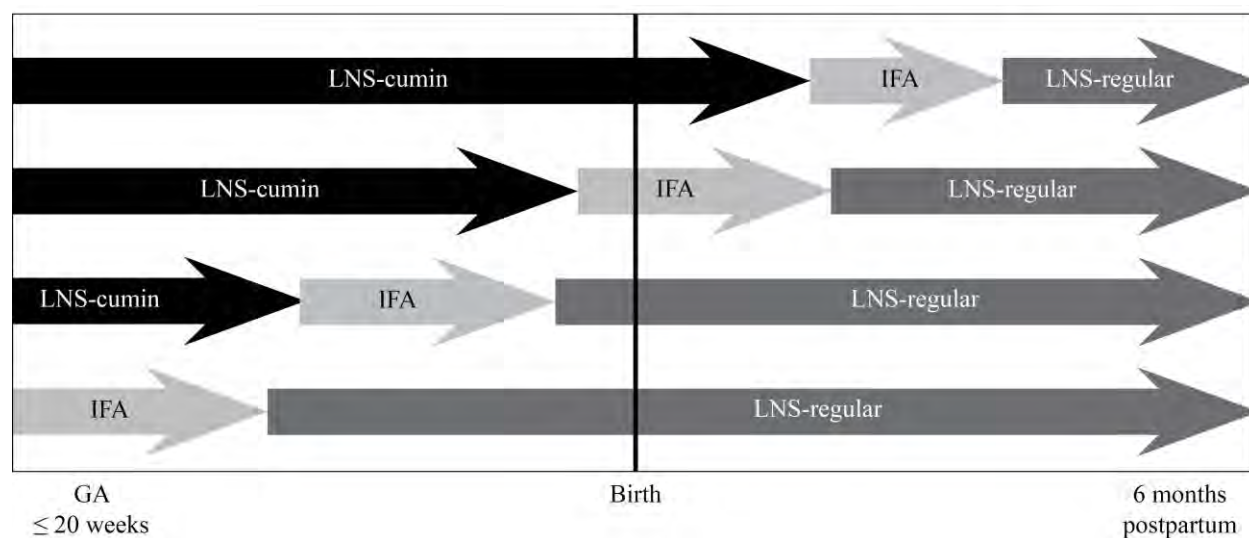 LNS-cumin IFA LNS-regular
LNS-cumin IFA LNS-regular
LNS-cumin IFA LNS-regular
IFA LNS-regular
GA Birth 6 months
≤ 20 weeks postpartum